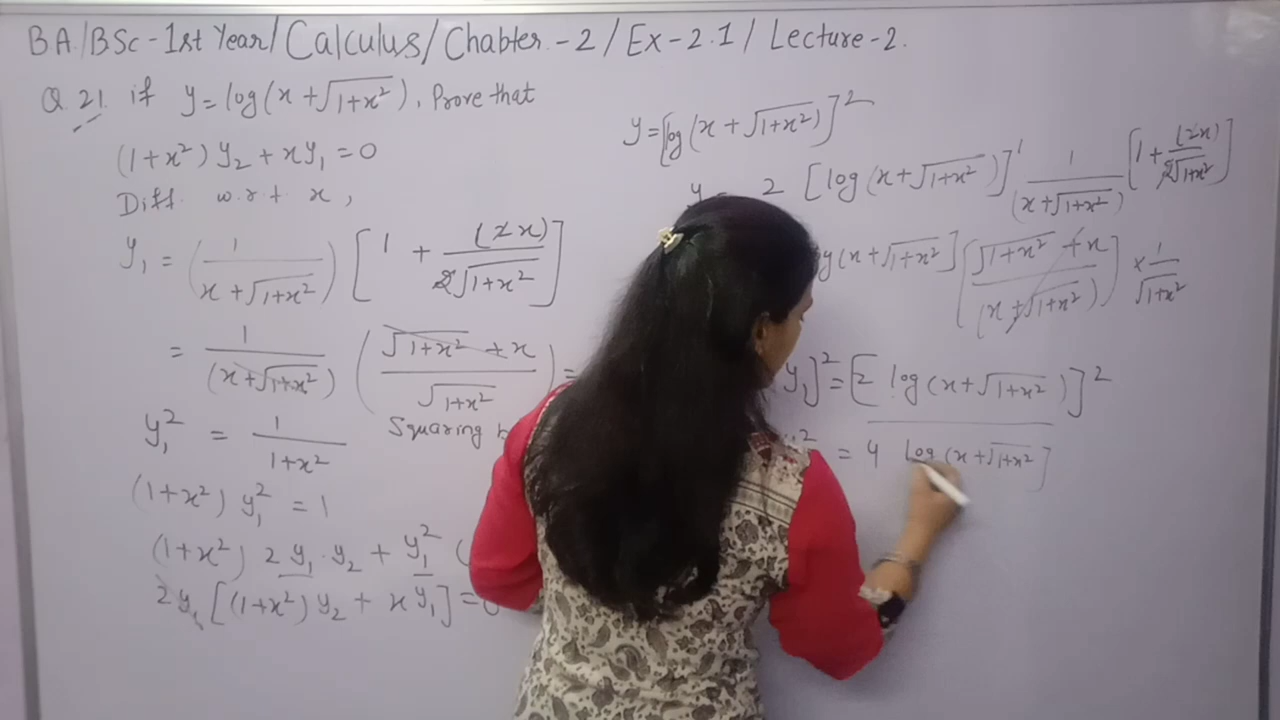 BA/BSc-1st Year/Calculus/Chapter-2/Ex-2.1/Lecture-2.
Q.21. if y=log(x+√1+x²), Prove that
(1+x²)y₂+xy₁=0
Diff. w.r.t x,
y₁ = (1/(x+√1+x²)) [1 + (2x)/(2√1+x²)]
= 1/(x+√1+x²) ((√1+x² + x)/√1+x²) =
Squaring
y₁² = 1/(1+x²)
(1+x²) y₁² = 1
(1+x²) 2y₁.y₂ + y₁² (
2y₁[(1+x²)y₂ + xy₁]=0
y=[log(x+√1+x²)]²
y = 2 [log(x+√1+x²)]¹ 1/(x+√1+x²) [1+(2x)/(2√1+x²)]
(x+√1+x²] [(√1+x² +x)/(x+√1+x²)] × 1/√1+x²
y₁]² = [2 log(x+√1+x²)]²
² = 4 log(x+√1+x²]